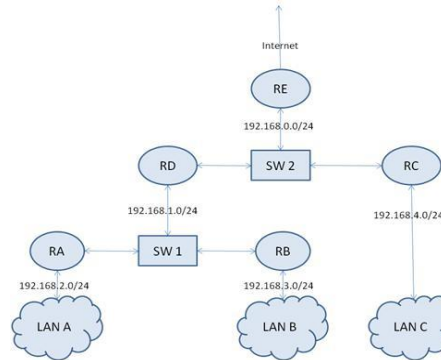 Internet
RE
192.168.0.0/24
RD
SW 2
RC
192.168.1.0/24
192.168.4.0/24
RA
SW 1
RB
192.168.2.0/24
192.168.3.0/24
LAN A
LAN B
LAN C